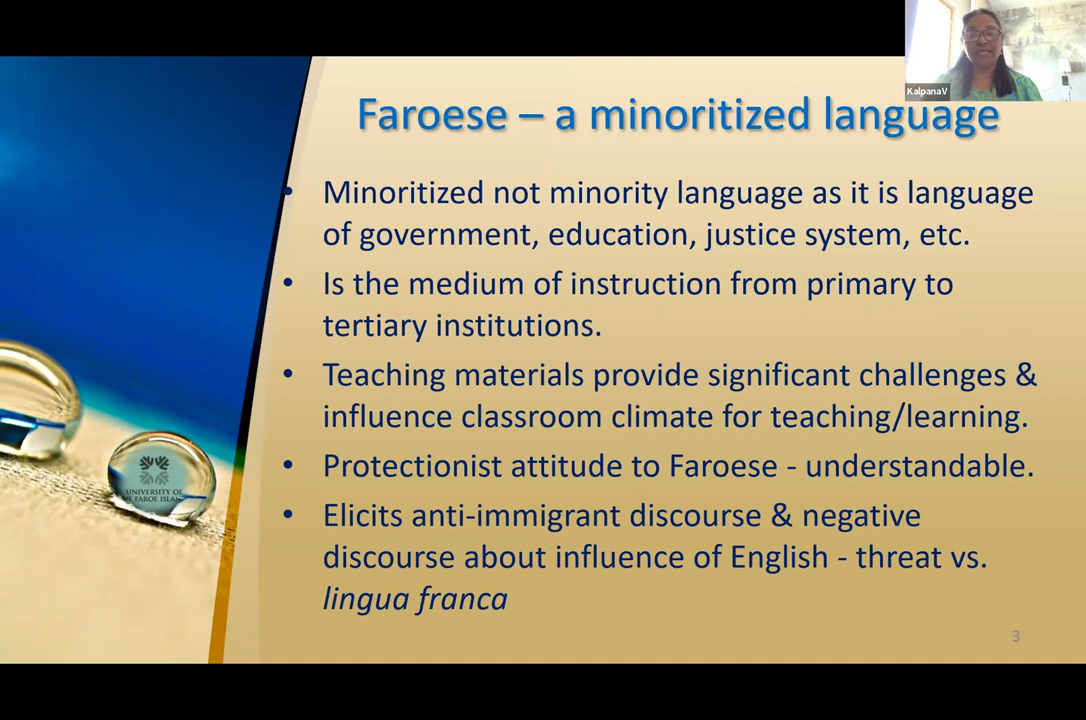 KalpanaV
Faroese – a minoritized language
• Minoritized not minority language as it is language
of government, education, justice system, etc.
• Is the medium of instruction from primary to
tertiary institutions.
• Teaching materials provide significant challenges &
influence classroom climate for teaching/learning.
• Protectionist attitude to Faroese - understandable.
• Elicits anti-immigrant discourse & negative
discourse about influence of English - threat vs.
lingua franca
UNIVERSITY OF
FAROE
3